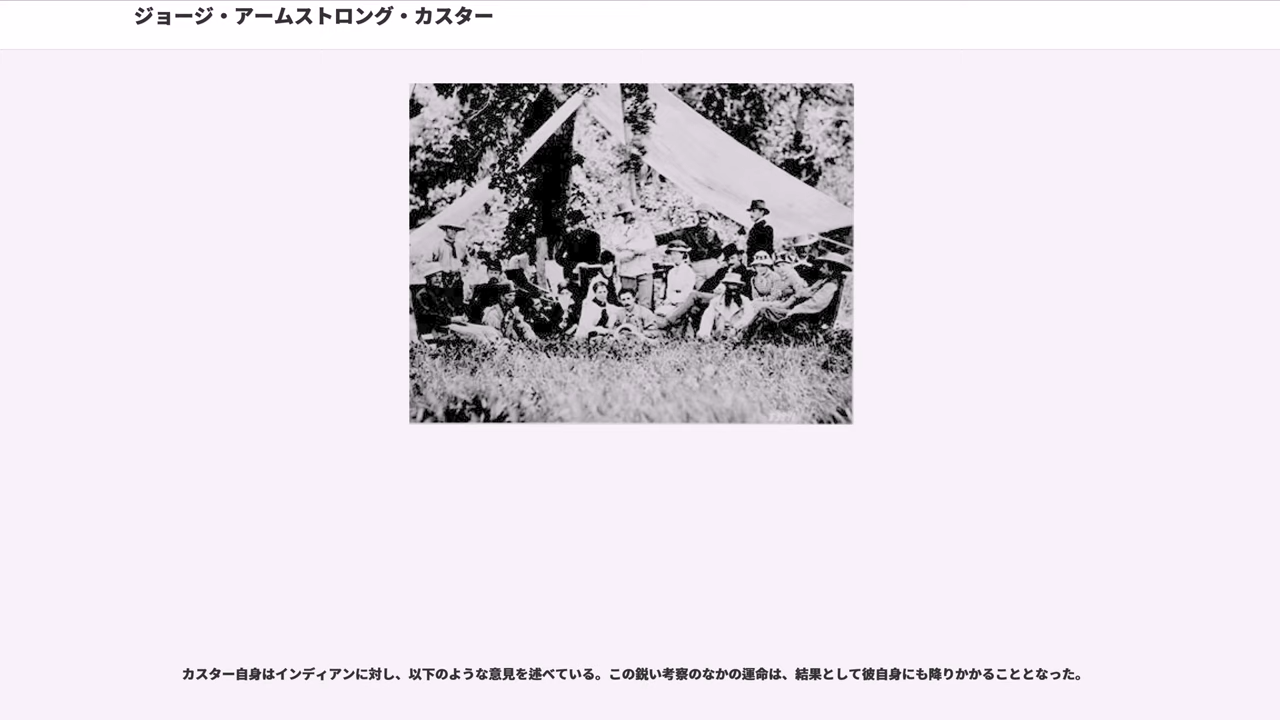 ジョージ・アームストロング・カスター
カスター自身はインディアンに対し、以下のような意見を述べている。この鋭い考察のなかの運命は、結果として彼自身にも降りかかることとなった。